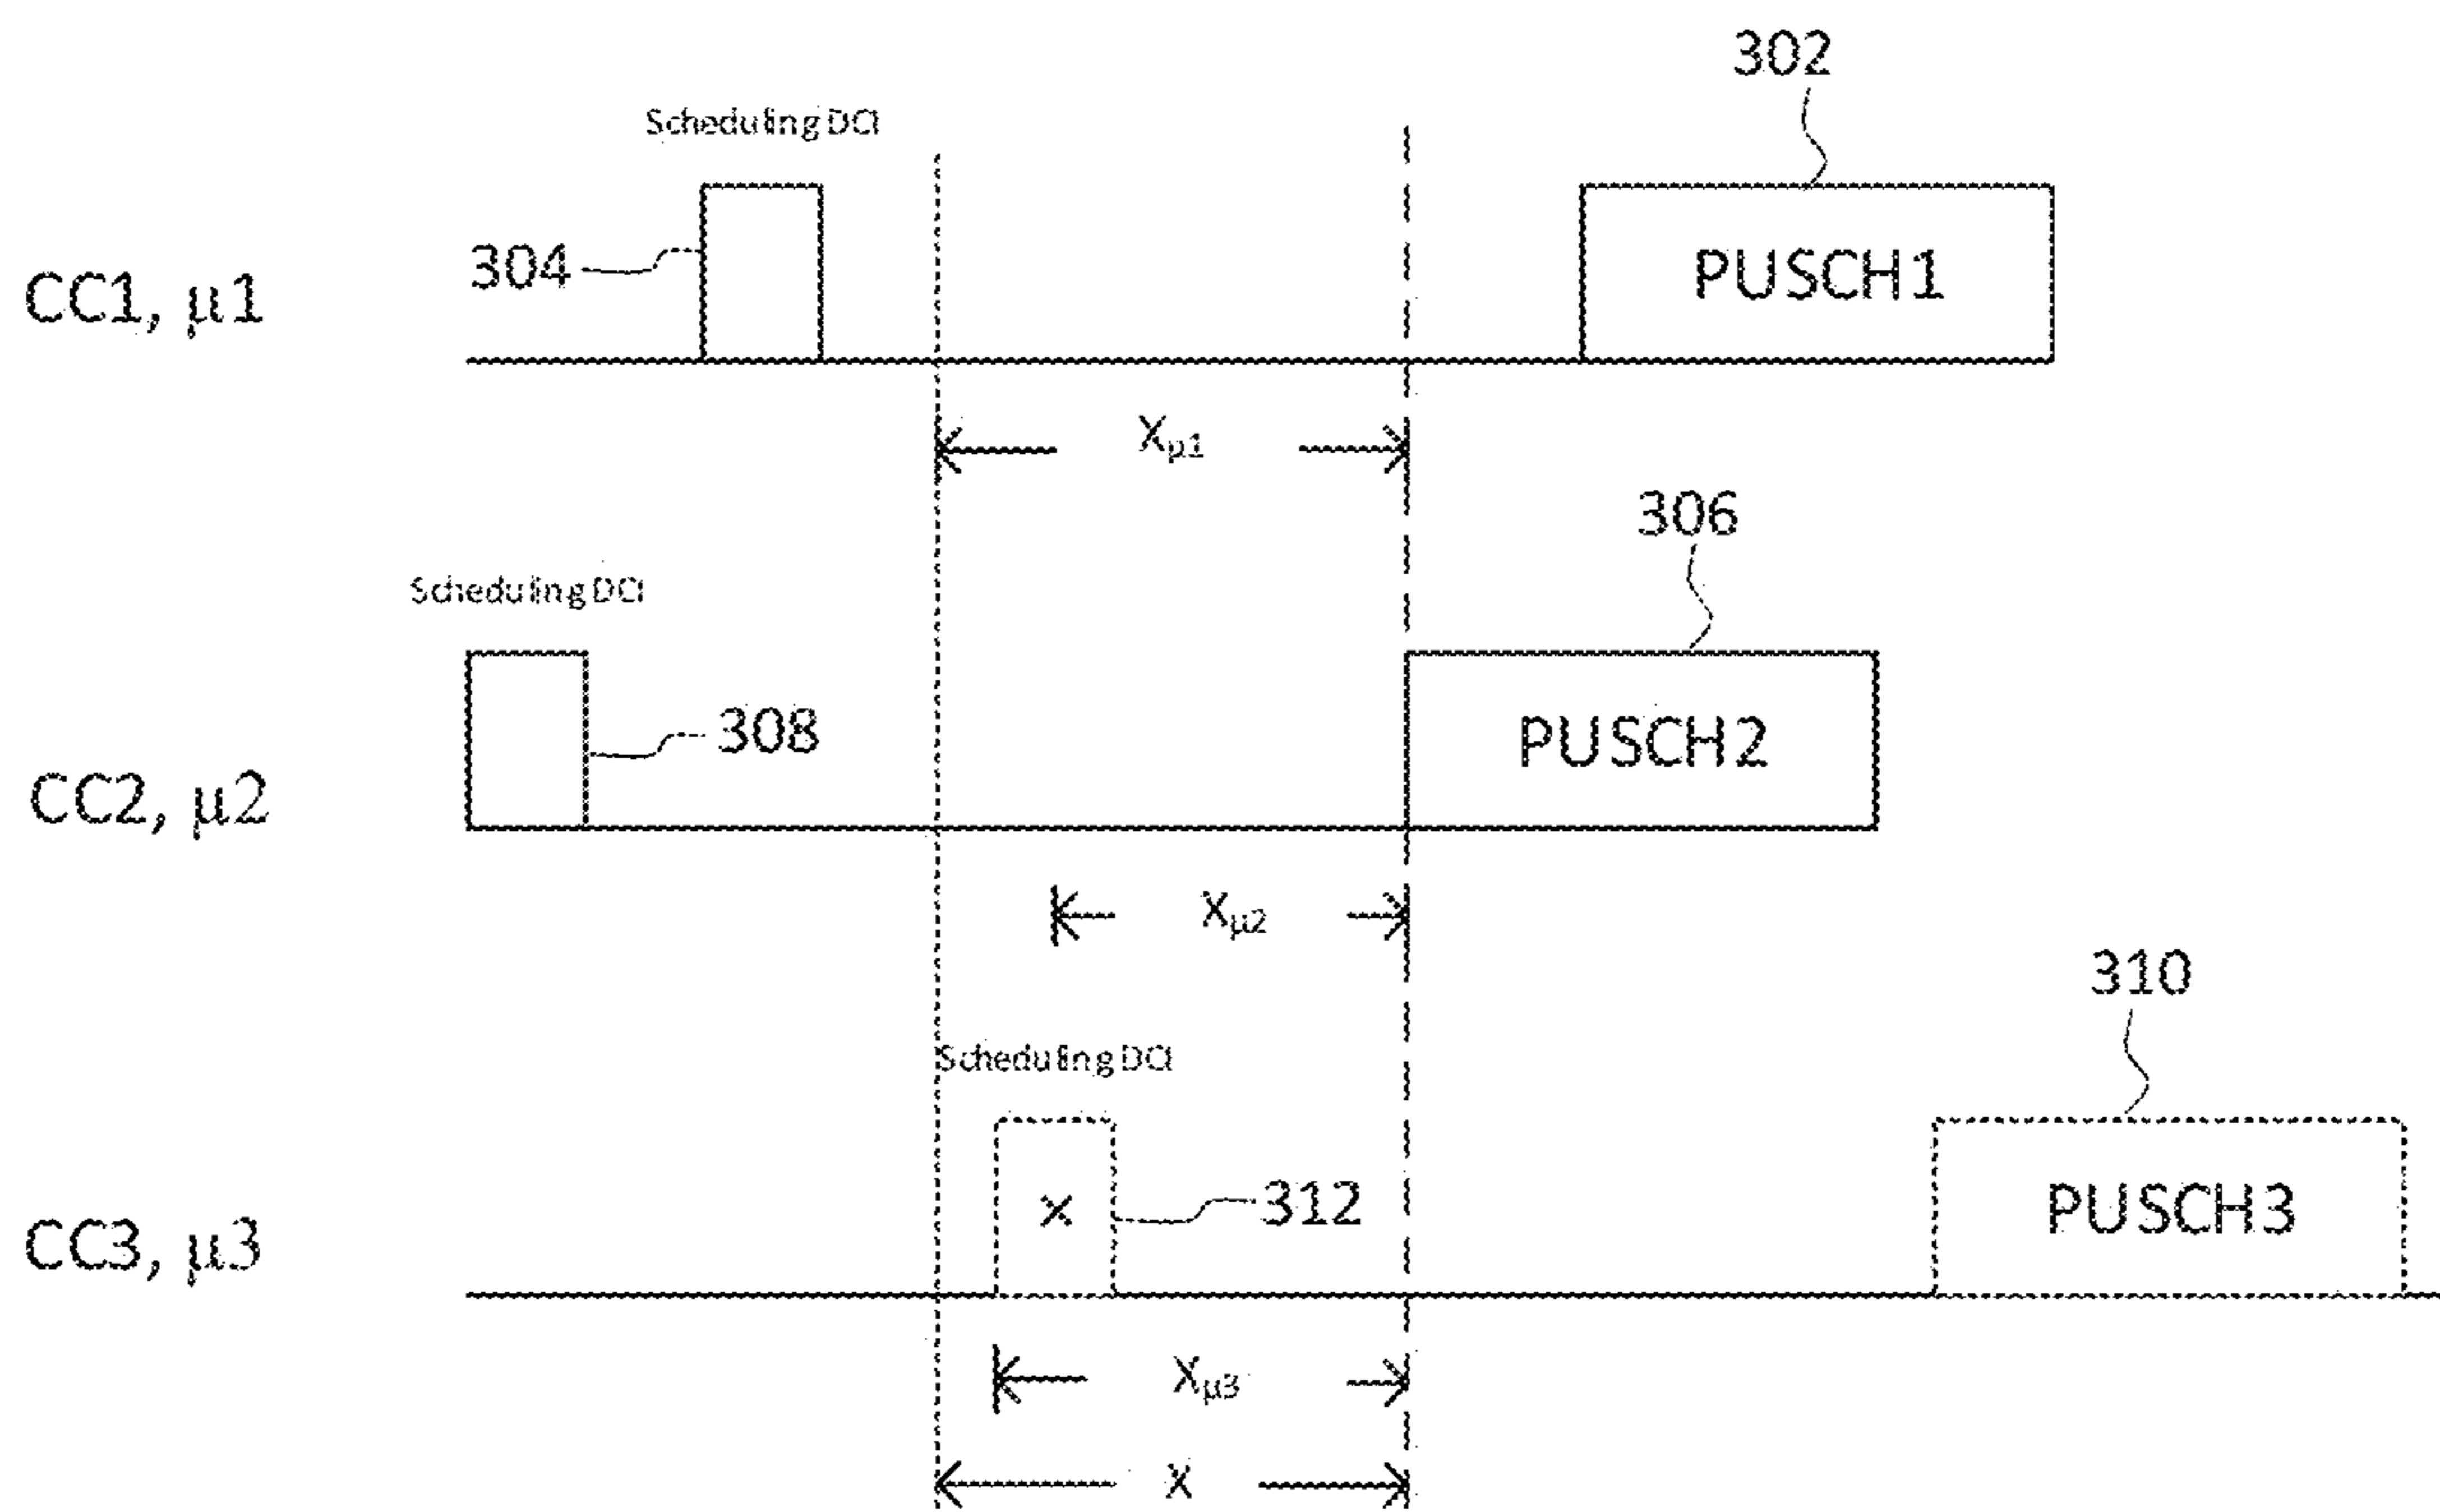 302
Scheduling DCI
304
PUSCH1
CC1, μ1
Xμ1
306
Scheduling DCI
308
PUSCH2
CC2, μ2
Xμ2
310
Scheduling DCI
x
312
PUSCH3
CC3, μ3
Xμ3
X